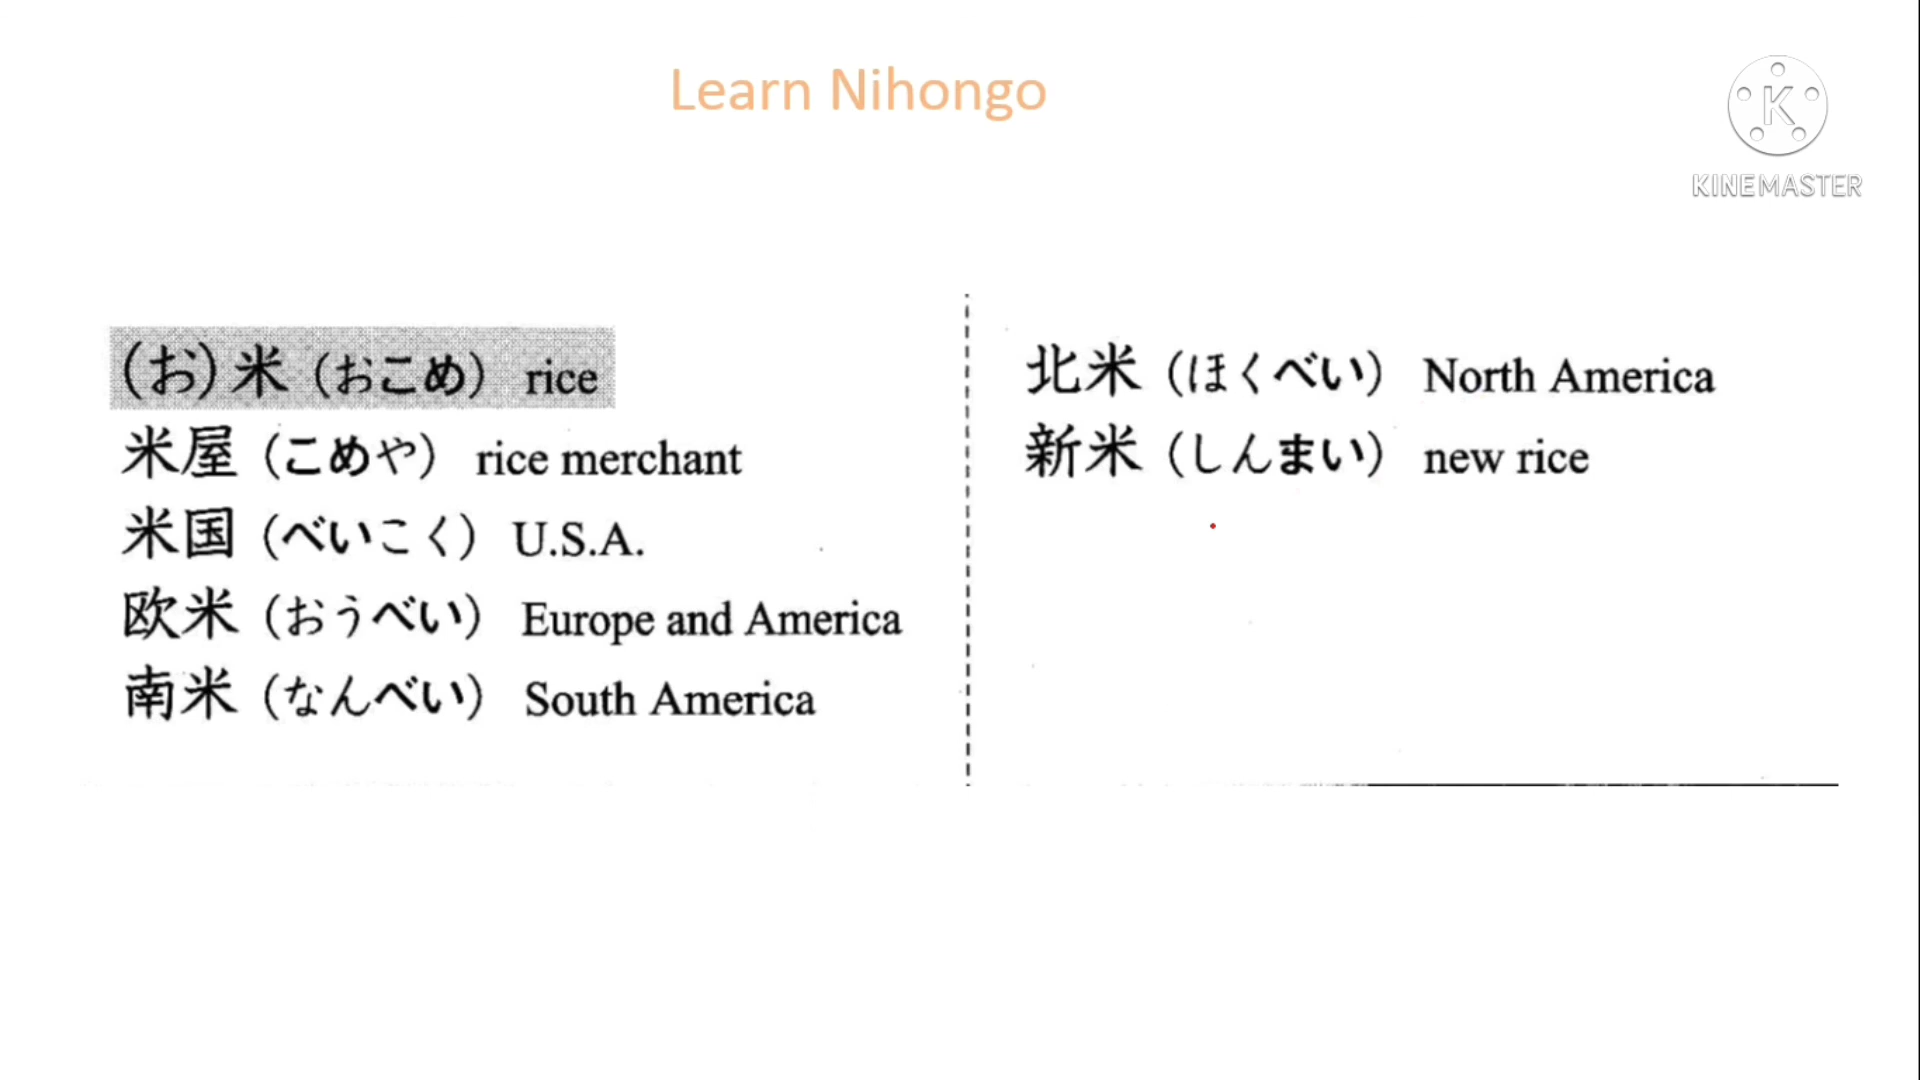 Learn Nihongo
KINEMASTER
(お)米 (おこめ) rice
米屋 (こめや) rice merchant
米国 (べいこく) U.S.A.
欧米 (おうべい) Europe and America
南米 (なんべい) South America
北米 (ほくべい) North America
新米 (しんまい) new rice